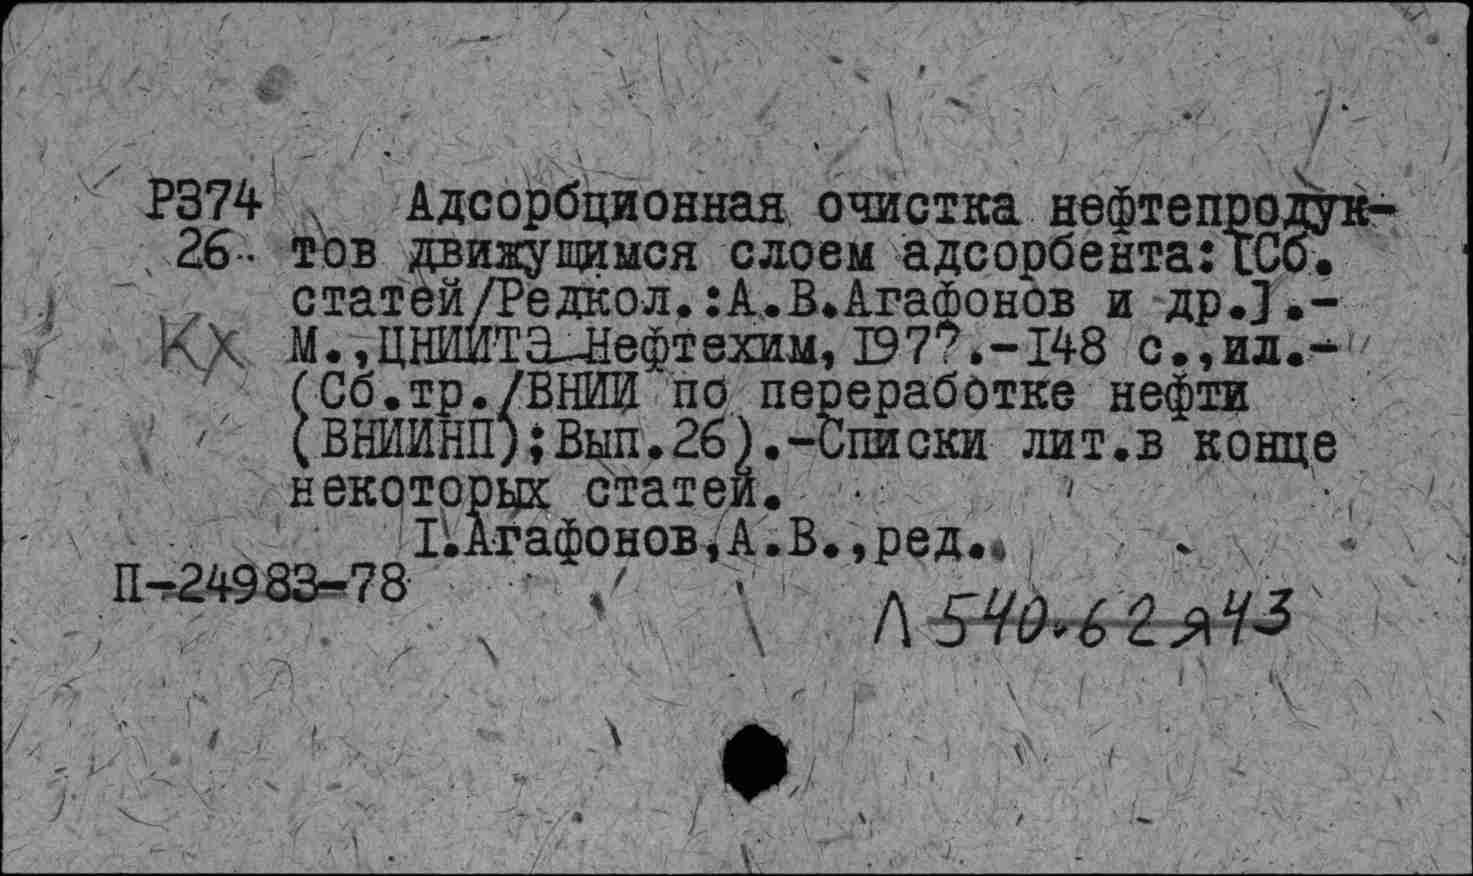 Р374 Адсорбционная очистка нефтепродук-
26 тов движущимся слоем адсорбента: [Сб.
статей/Редкол.:А.В.Агафонов и др.].-
Кх М.,ЦНИИТЭ Нефтехим, 1977.-148 с.,ил.-
(Сб.тр./ВНИИ по переработке нефти
(ВНИИНП);Вып.26).-Списки лит.в конце
некоторых статей.
I.Агафонов,А.В.,ред.
П-24983-78
Л 540.62я43